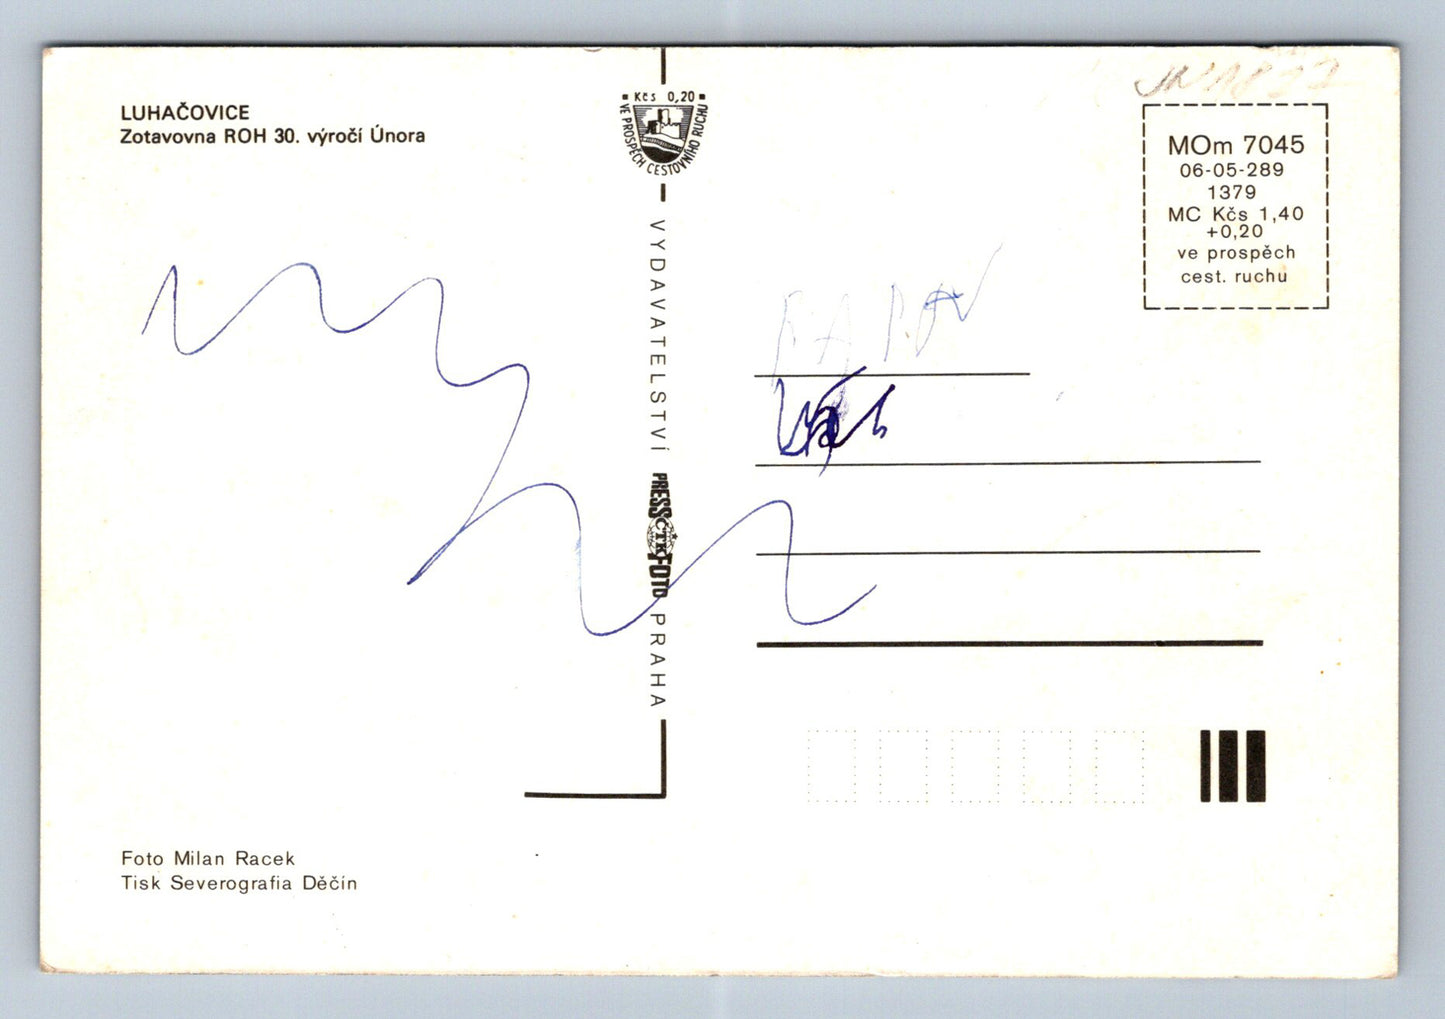 LUHAČOVICE
Zotavovna ROH 30. výročí Února
Kčs 0,20
VE PROSPĚCH CESTOVNÍHO RUCHU
VYDAVATELSTVÍ PRESSFOTO PRAHA
ČTK
MOm 7045
06-05-289
1379
MC Kčs 1,40
+0,20
ve prospěch
cest. ruchu
Foto Milan Racek
Tisk Severografia Děčín